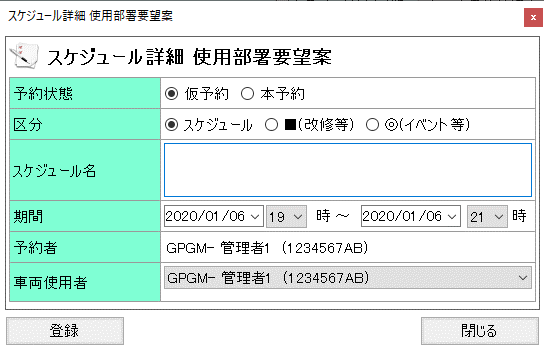 スケジュール詳細 使用部署要望案
スケジュール詳細 使用部署要望案
予約状態 仮予約 本予約
区分 スケジュール ■(改修等) ◎(イベント等)
スケジュール名
期間 2020/01/06 19 時 ～ 2020/01/06 21 時
予約者 GPGM- 管理者1 (1234567AB)
車両使用者 GPGM- 管理者1 (1234567AB)
登録 閉じる